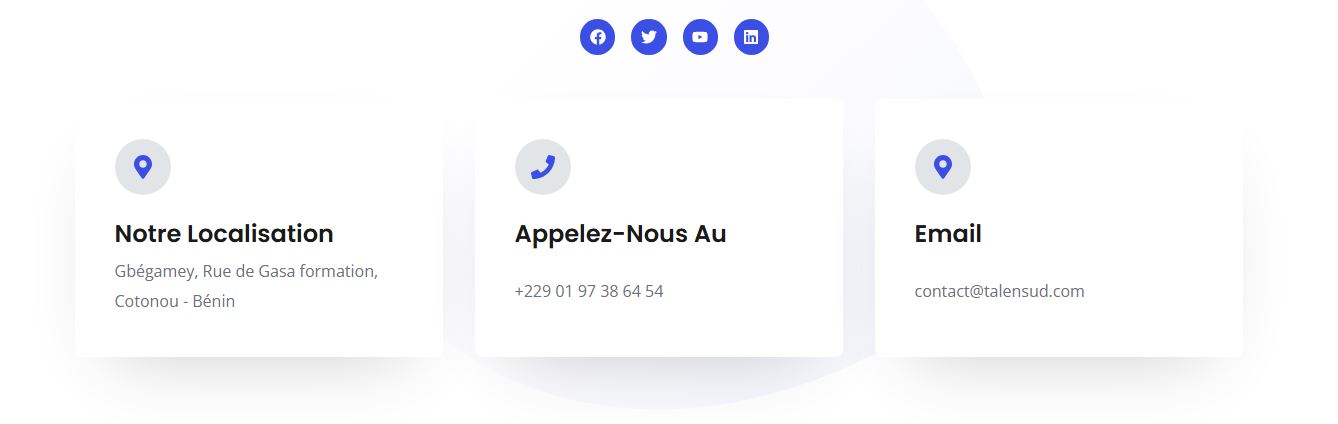 Notre Localisation
Gbégamey, Rue de Gasa formation,
Cotonou - Bénin
Appelez-Nous Au
+229 01 97 38 64 54
Email
contact@talensud.com